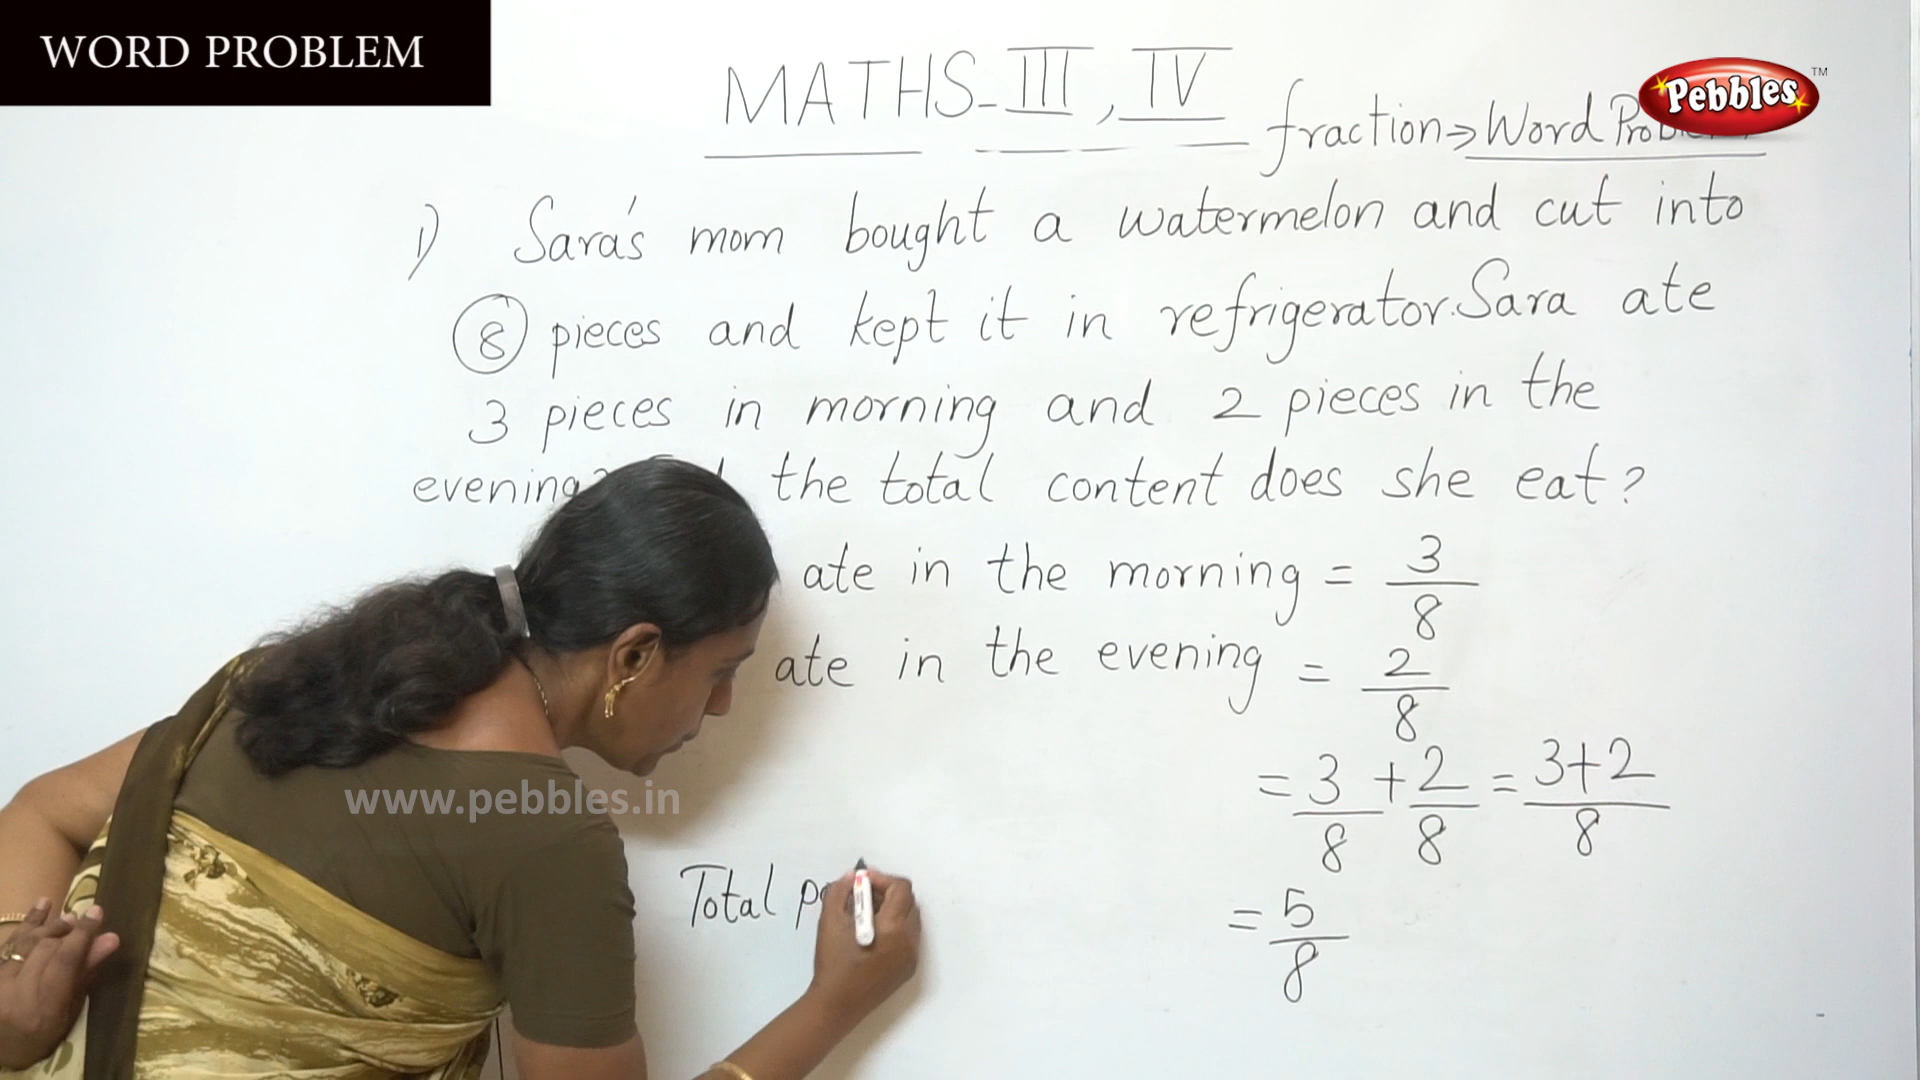 WORD PROBLEM
MATHS-III, IV
fraction⇒Word Problem
Pebbles TM
1) Sara's mom bought a watermelon and cut into
8 pieces and kept it in refrigerator. Sara ate
3 pieces in morning and 2 pieces in the
evening the total content does she eat?
ate in the morning = 3/8
ate in the evening = 2/8
= 3/8 + 2/8 = 3+2/8
www.pebbles.in
Total
= 5/8